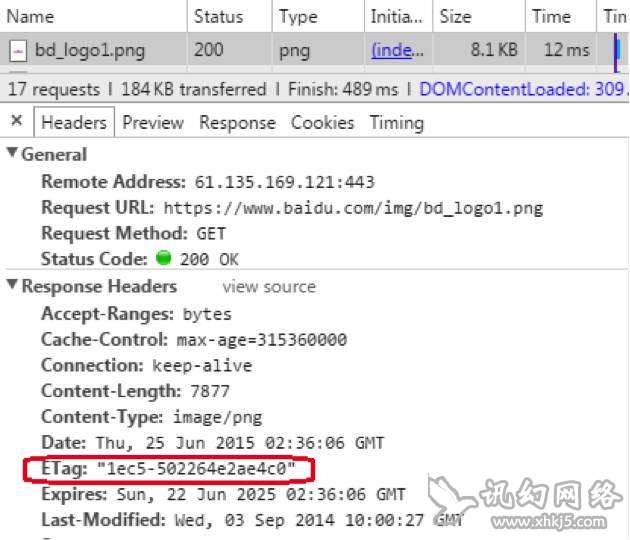 Name Status Type Initia... Size Time Tin
bd_logo1.png 200 png (inde... 8.1 KB 12 ms
17 requests | 184 KB transferred | Finish: 489 ms | DOMContentLoaded: 309
× Headers Preview Response Cookies Timing
▼General
Remote Address: 61.135.169.121:443
Request URL: https://www.baidu.com/img/bd_logo1.png
Request Method: GET
Status Code: 200 OK
▼Response Headers view source
Accept-Ranges: bytes
Cache-Control: max-age=315360000
Connection: keep-alive
Content-Length: 7877
Content-Type: image/png
Date: Thu, 25 Jun 2015 02:36:06 GMT
ETag: "1ec5-502264e2ae4c0"
Expires: Sun, 22 Jun 2025 02:36:06 GMT
Last-Modified: Wed, 03 Sep 2014 10:00:27 GMT
讯幻网络
www.xhkj5.com